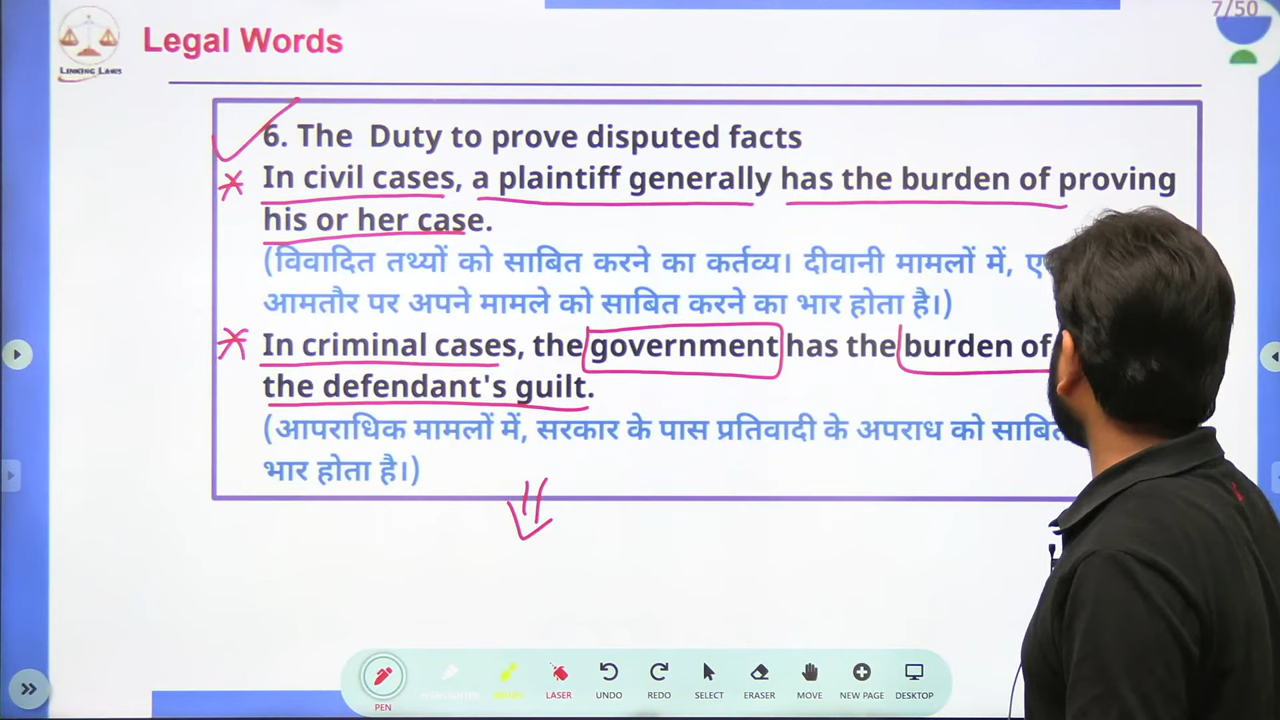 7/50
LINKING LAWS
Legal Words
6. The Duty to prove disputed facts
In civil cases, a plaintiff generally has the burden of proving
his or her case.
(विवादित तथ्यों को साबित करने का कर्तव्य। दीवानी मामलों में,
आमतौर पर अपने मामले को साबित करने का भार होता है।)
In criminal cases, the government has the burden of
the defendant's guilt.
(आपराधिक मामलों में, सरकार के पास प्रतिवादी के अपराध को साबित
भार होता है।)
PEN HIGHLIGHTER LASER UNDO REDO SELECT ERASER MOVE NEW PAGE DESKTOP